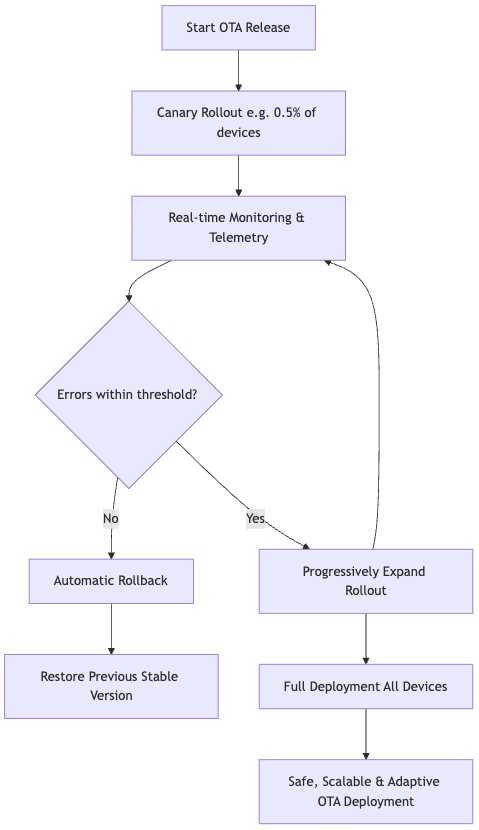 Start OTA Release
Canary Rollout e.g. 0.5% of
devices
Real-time Monitoring &
Telemetry
Errors within threshold?
No
Yes
Automatic Rollback
Progressively Expand
Rollout
Restore Previous Stable
Version
Full Deployment All Devices
Safe, Scalable & Adaptive
OTA Deployment